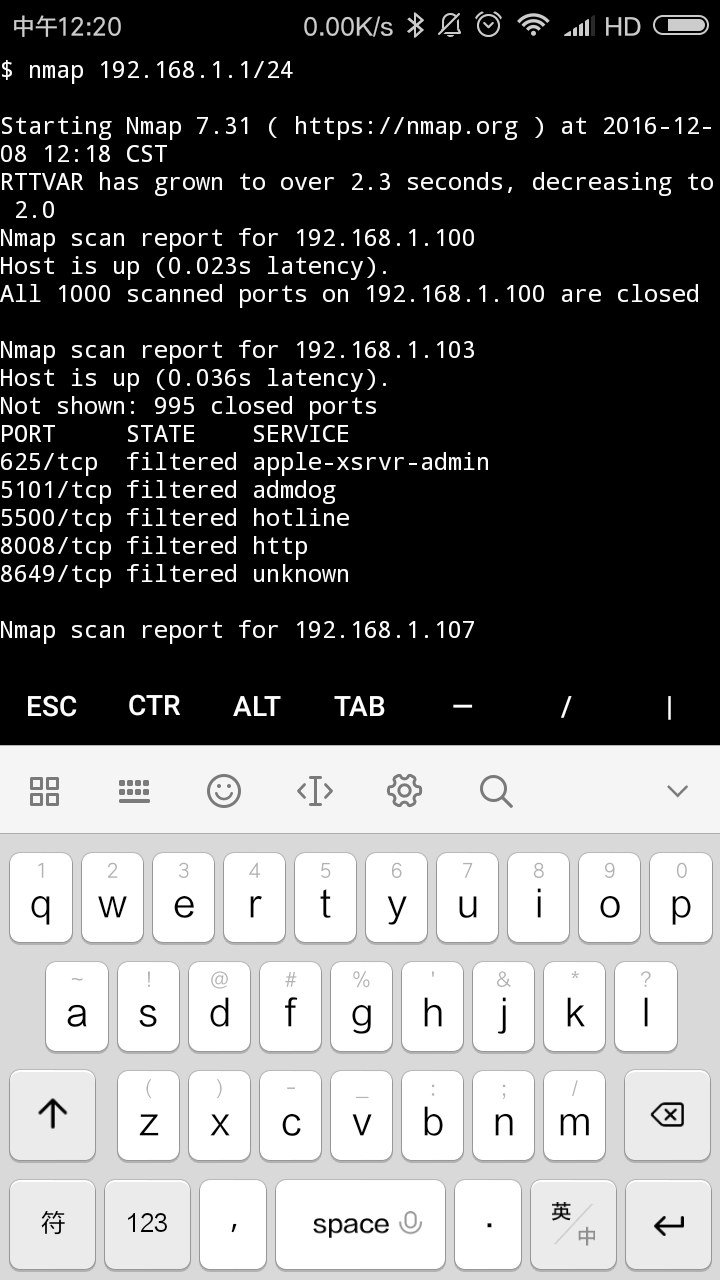 中午12:20 0.00K/s HD
$ nmap 192.168.1.1/24
Starting Nmap 7.31 ( https://nmap.org ) at 2016-12-
08 12:18 CST
RTTVAR has grown to over 2.3 seconds, decreasing to
 2.0
Nmap scan report for 192.168.1.100
Host is up (0.023s latency).
All 1000 scanned ports on 192.168.1.100 are closed
Nmap scan report for 192.168.1.103
Host is up (0.036s latency).
Not shown: 995 closed ports
PORT     STATE    SERVICE
625/tcp  filtered apple-xsrvr-admin
5101/tcp filtered admdog
5500/tcp filtered hotline
8008/tcp filtered http
8649/tcp filtered unknown
Nmap scan report for 192.168.1.107
ESC CTR ALT TAB — / |
1 2 3 4 5 6 7 8 9 0
q w e r t y u i o p
~ ! @ # % ' & * ?
a s d f g h j k l
( ) - _ : ; /
z x c v b n m
符 123 , space . 英/中